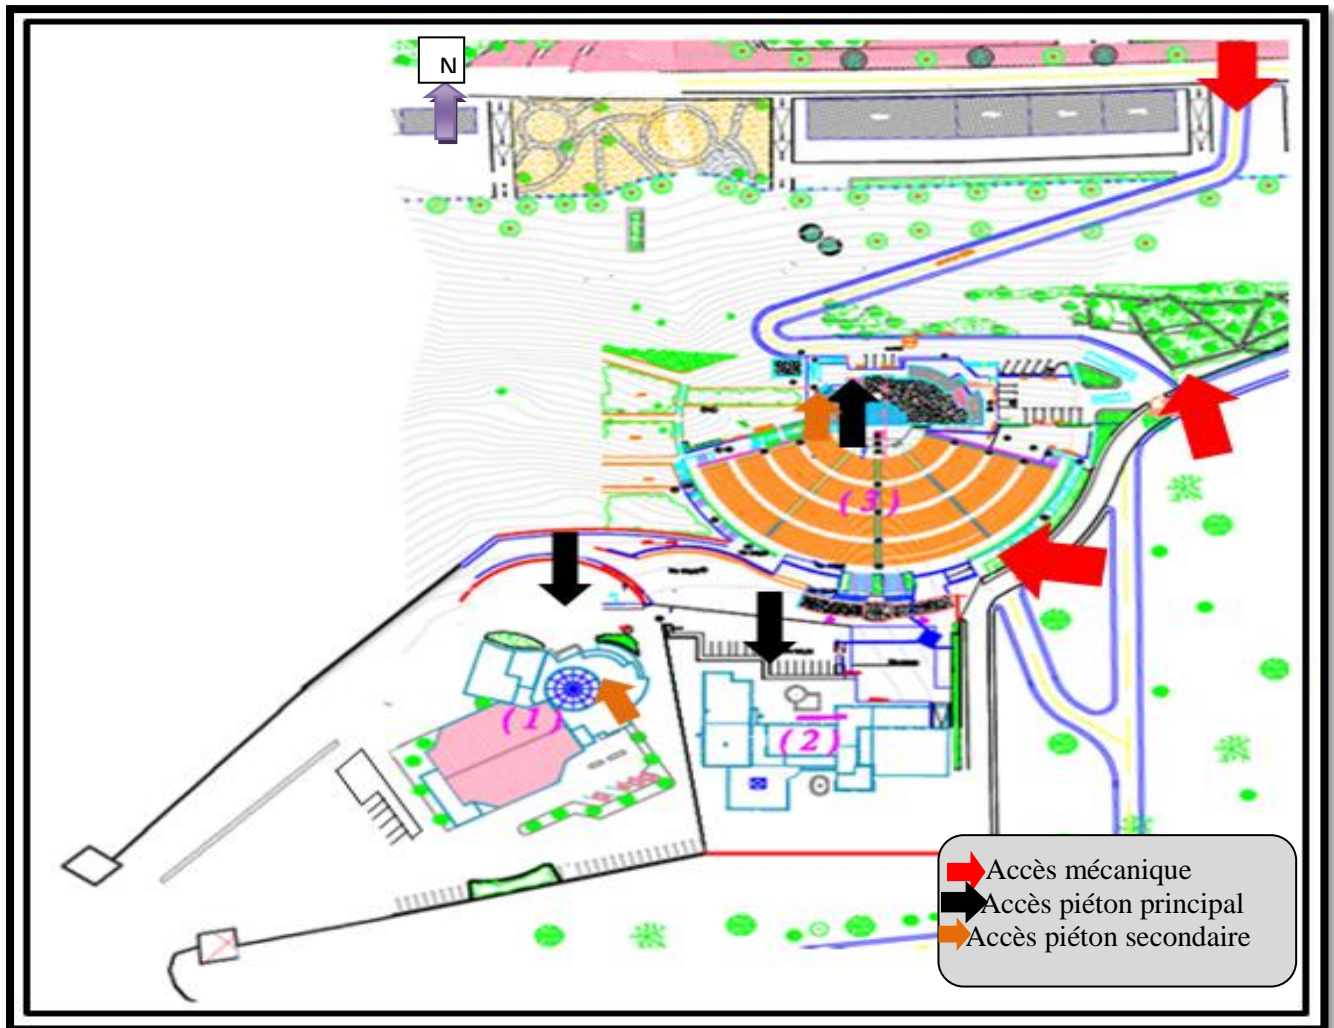 N
(3)
(1)
(2)
Accès mécanique
Accès piéton principal
Accès piéton secondaire